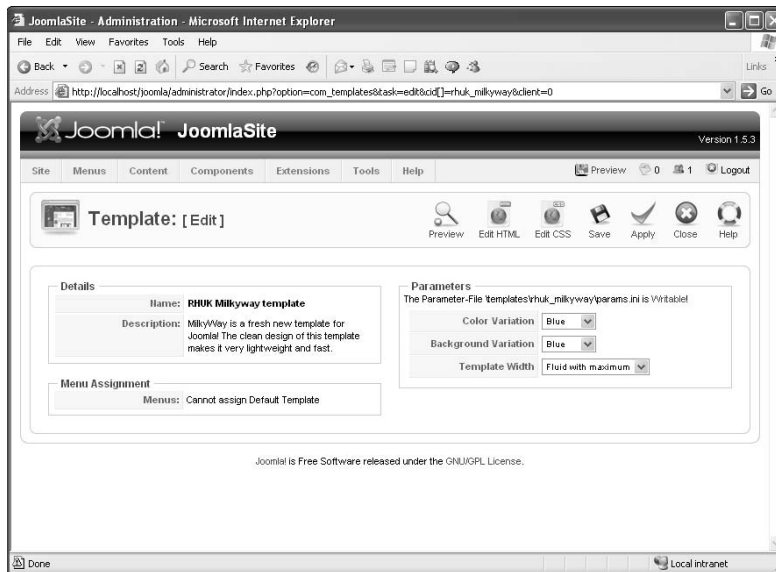 JoomlaSite - Administration - Microsoft Internet Explorer
File Edit View Favorites Tools Help
Back Search Favorites Links
Address http://localhost/joomla/administrator/index.php?option=com_templates&task=edit&cid[]=rhuk_milkyway&client=0 Go
Joomla! JoomlaSite
Version 1.5.3
Site Menus Content Components Extensions Tools Help Preview 0 1 Logout
Template: [Edit]
Preview Edit HTML Edit CSS Save Apply Close Help
Details
Name: RHUK Milkyway template
Description: MilkyWay is a fresh new template for
Joomla! The clean design of this template
makes it very lightweight and fast.
Menu Assignment
Menus: Cannot assign Default Template
Parameters
The Parameter-File \templates\rhuk_milkyway\params.ini is Writable!
Color Variation Blue
Background Variation Blue
Template Width Fluid with maximum
Joomla! is Free Software released under the GNU/GPL License.
Done Local intranet